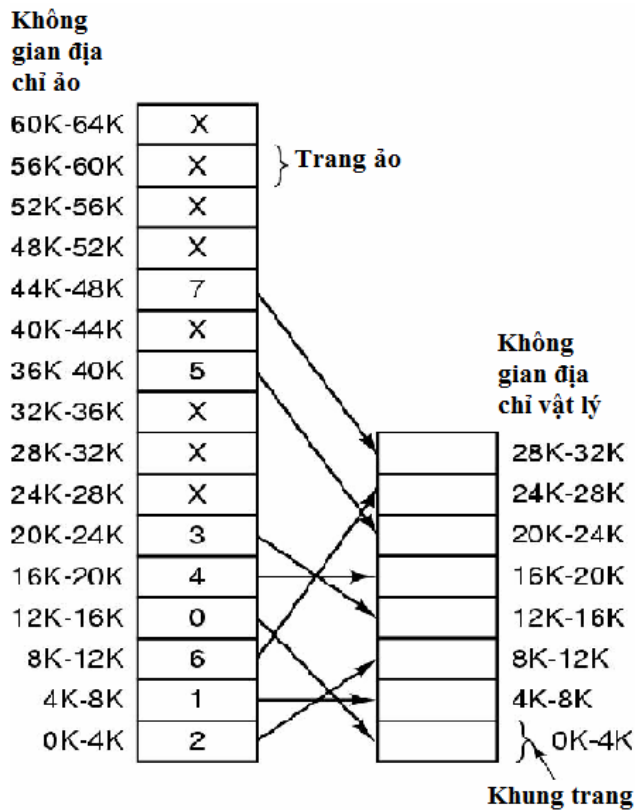 Không
gian địa
chỉ ảo
60K-64K X
56K-60K X
Trang ảo
52K-56K X
48K-52K X
44K-48K 7
40K-44K X
36K-40K 5
32K-36K X
28K-32K X
24K-28K X
20K-24K 3
16K-20K 4
12K-16K 0
8K-12K 6
4K-8K 1
0K-4K 2
Không
gian địa
chỉ vật lý
28K-32K
24K-28K
20K-24K
16K-20K
12K-16K
8K-12K
4K-8K
0K-4K
Khung trang